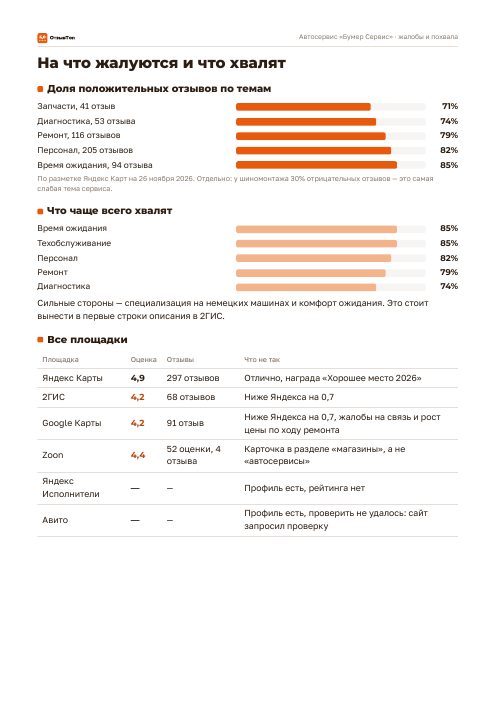 ОтзывТоп
Автосервис «Бумер Сервис» · жалобы и похвала
На что жалуются и что хвалят
Доля положительных отзывов по темам
Запчасти, 41 отзыв 71%
Диагностика, 53 отзыва 74%
Ремонт, 116 отзывов 79%
Персонал, 205 отзывов 82%
Время ожидания, 94 отзыва 85%
По разметке Яндекс Карт на 26 ноября 2026. Отдельно: у шиномонтажа 30% отрицательных отзывов — это самая
слабая тема сервиса.
Что чаще всего хвалят
Время ожидания 85%
Техобслуживание 85%
Персонал 82%
Ремонт 79%
Диагностика 74%
Сильные стороны — специализация на немецких машинах и комфорт ожидания. Это стоит
вынести в первые строки описания в 2ГИС.
Все площадки
Площадка Оценка Отзывы Что не так
Яндекс Карты 4,9 297 отзывов Отлично, награда «Хорошее место 2026»
2ГИС 4,2 68 отзывов Ниже Яндекса на 0,7
Google Карты 4,2 91 отзыв Ниже Яндекса на 0,7, жалобы на связь и рост
цены по ходу ремонта
Zoon 4,4 52 оценки, 4
отзыва
Карточка в разделе «магазины», а не
«автосервисы»
Яндекс
Исполнители — — Профиль есть, рейтинга нет
Авито — — Профиль есть, проверить не удалось: сайт
запросил проверку